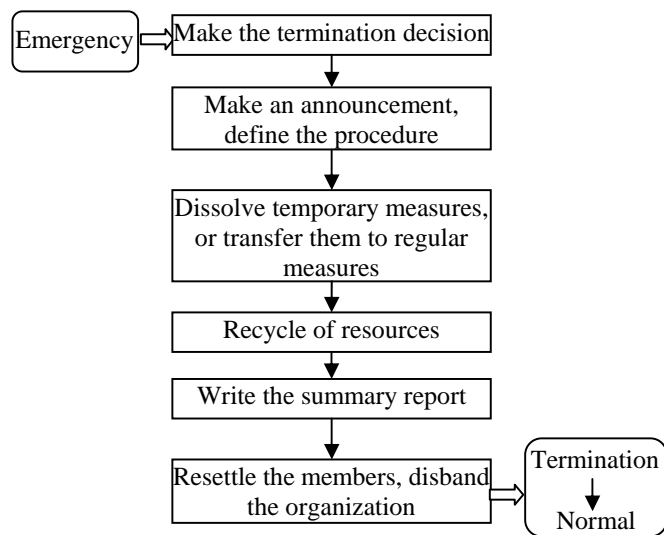 Emergency
Make the termination decision
Make an announcement,
define the procedure
Dissolve temporary measures,
or transfer them to regular
measures
Recycle of resources
Write the summary report
Resettle the members, disband
the organization
Termination
Normal